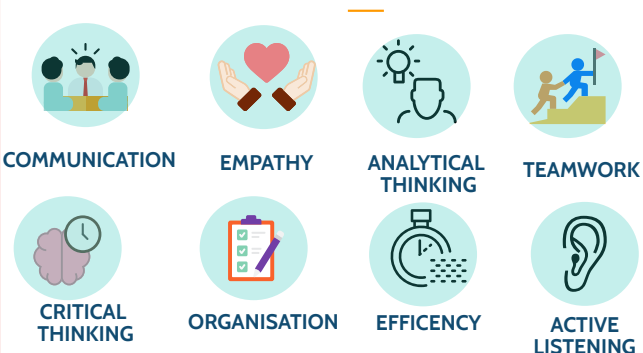 COMMUNICATION
EMPATHY
ANALYTICAL
THINKING
TEAMWORK
CRITICAL
THINKING
ORGANISATION
EFFICENCY
ACTIVE
LISTENING